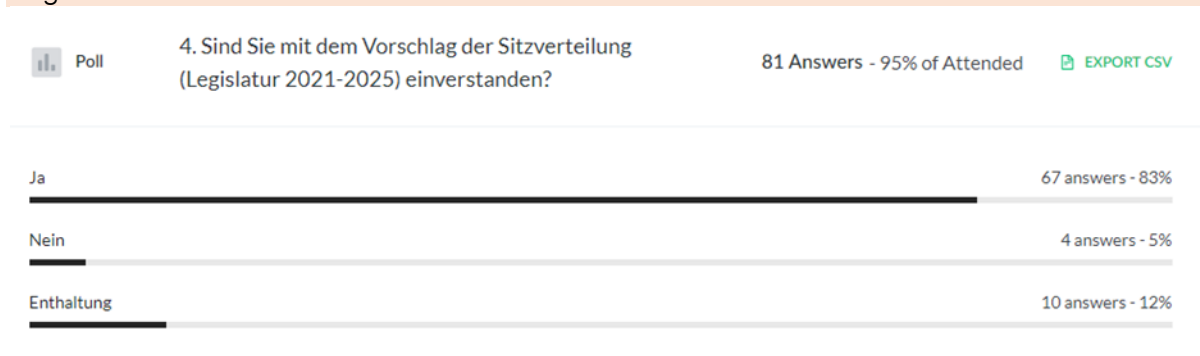 Poll
4. Sind Sie mit dem Vorschlag der Sitzverteilung
(Legislatur 2021-2025) einverstanden?
81 Answers - 95% of Attended
EXPORT CSV
Ja
67 answers - 83%
Nein
4 answers - 5%
Enthaltung
10 answers - 12%